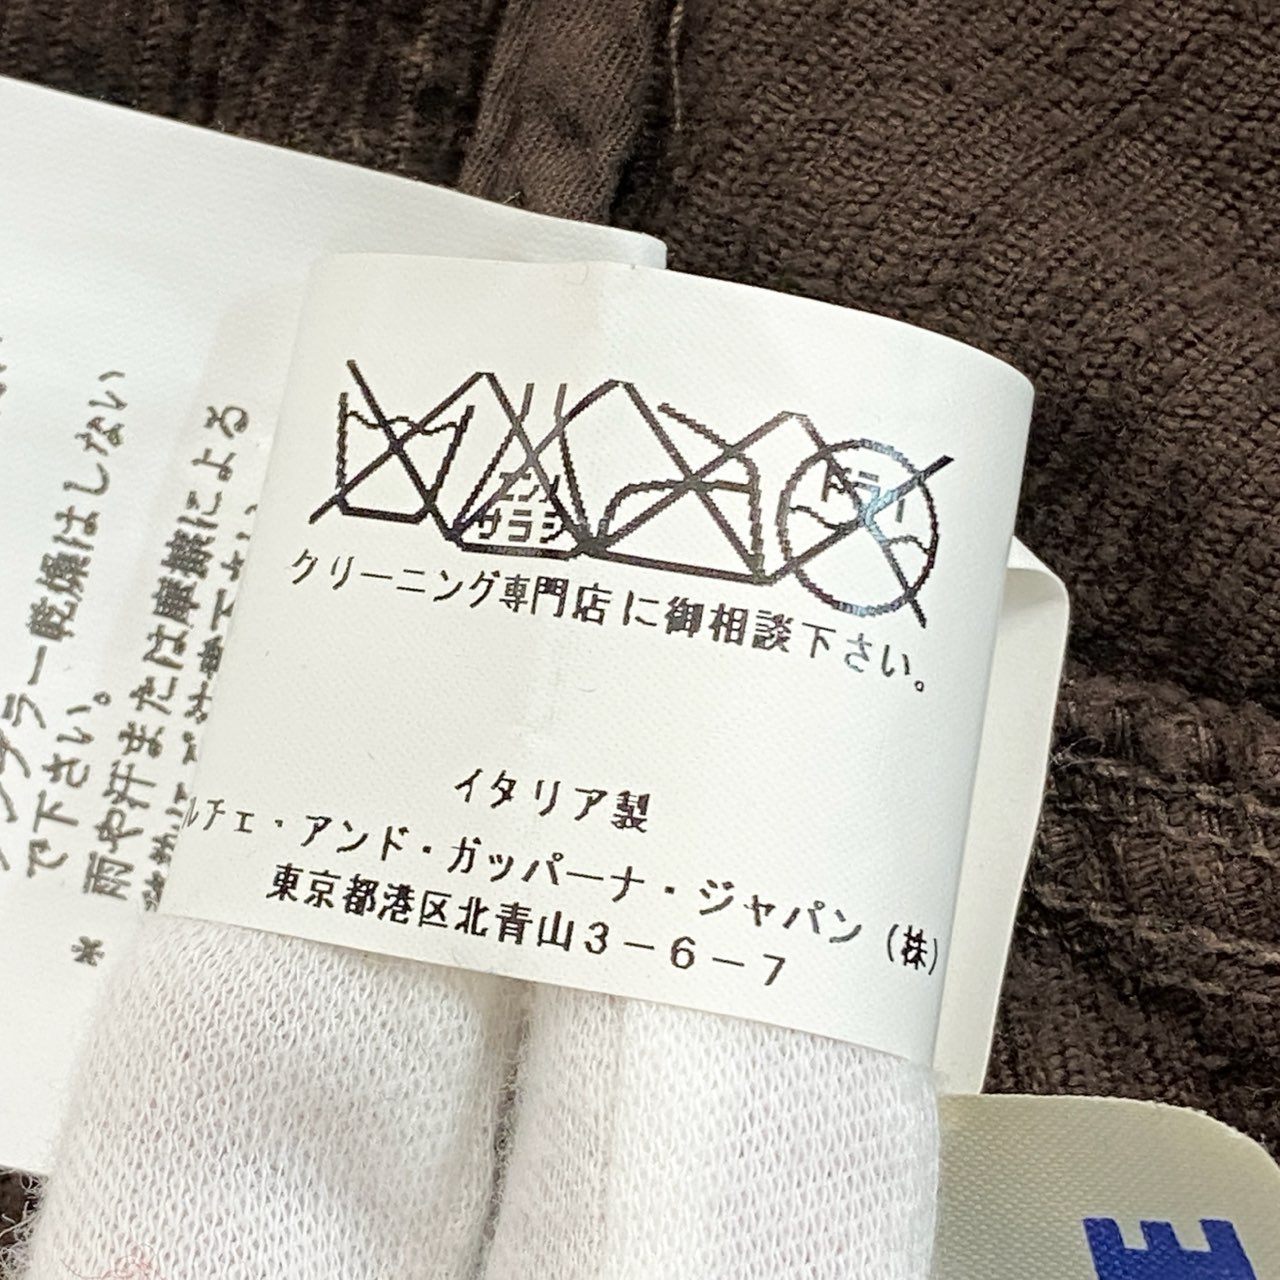 エンソ
サラシ
ドライ
クリーニング専門店に御相談下さい。
イタリア製
ルチェ・アンド・ガッバーナ・ジャパン（株）
東京都港区北青山３－６－７
ンブラー乾燥はしない
で下さい。
* 雨や汗または摩擦による
E